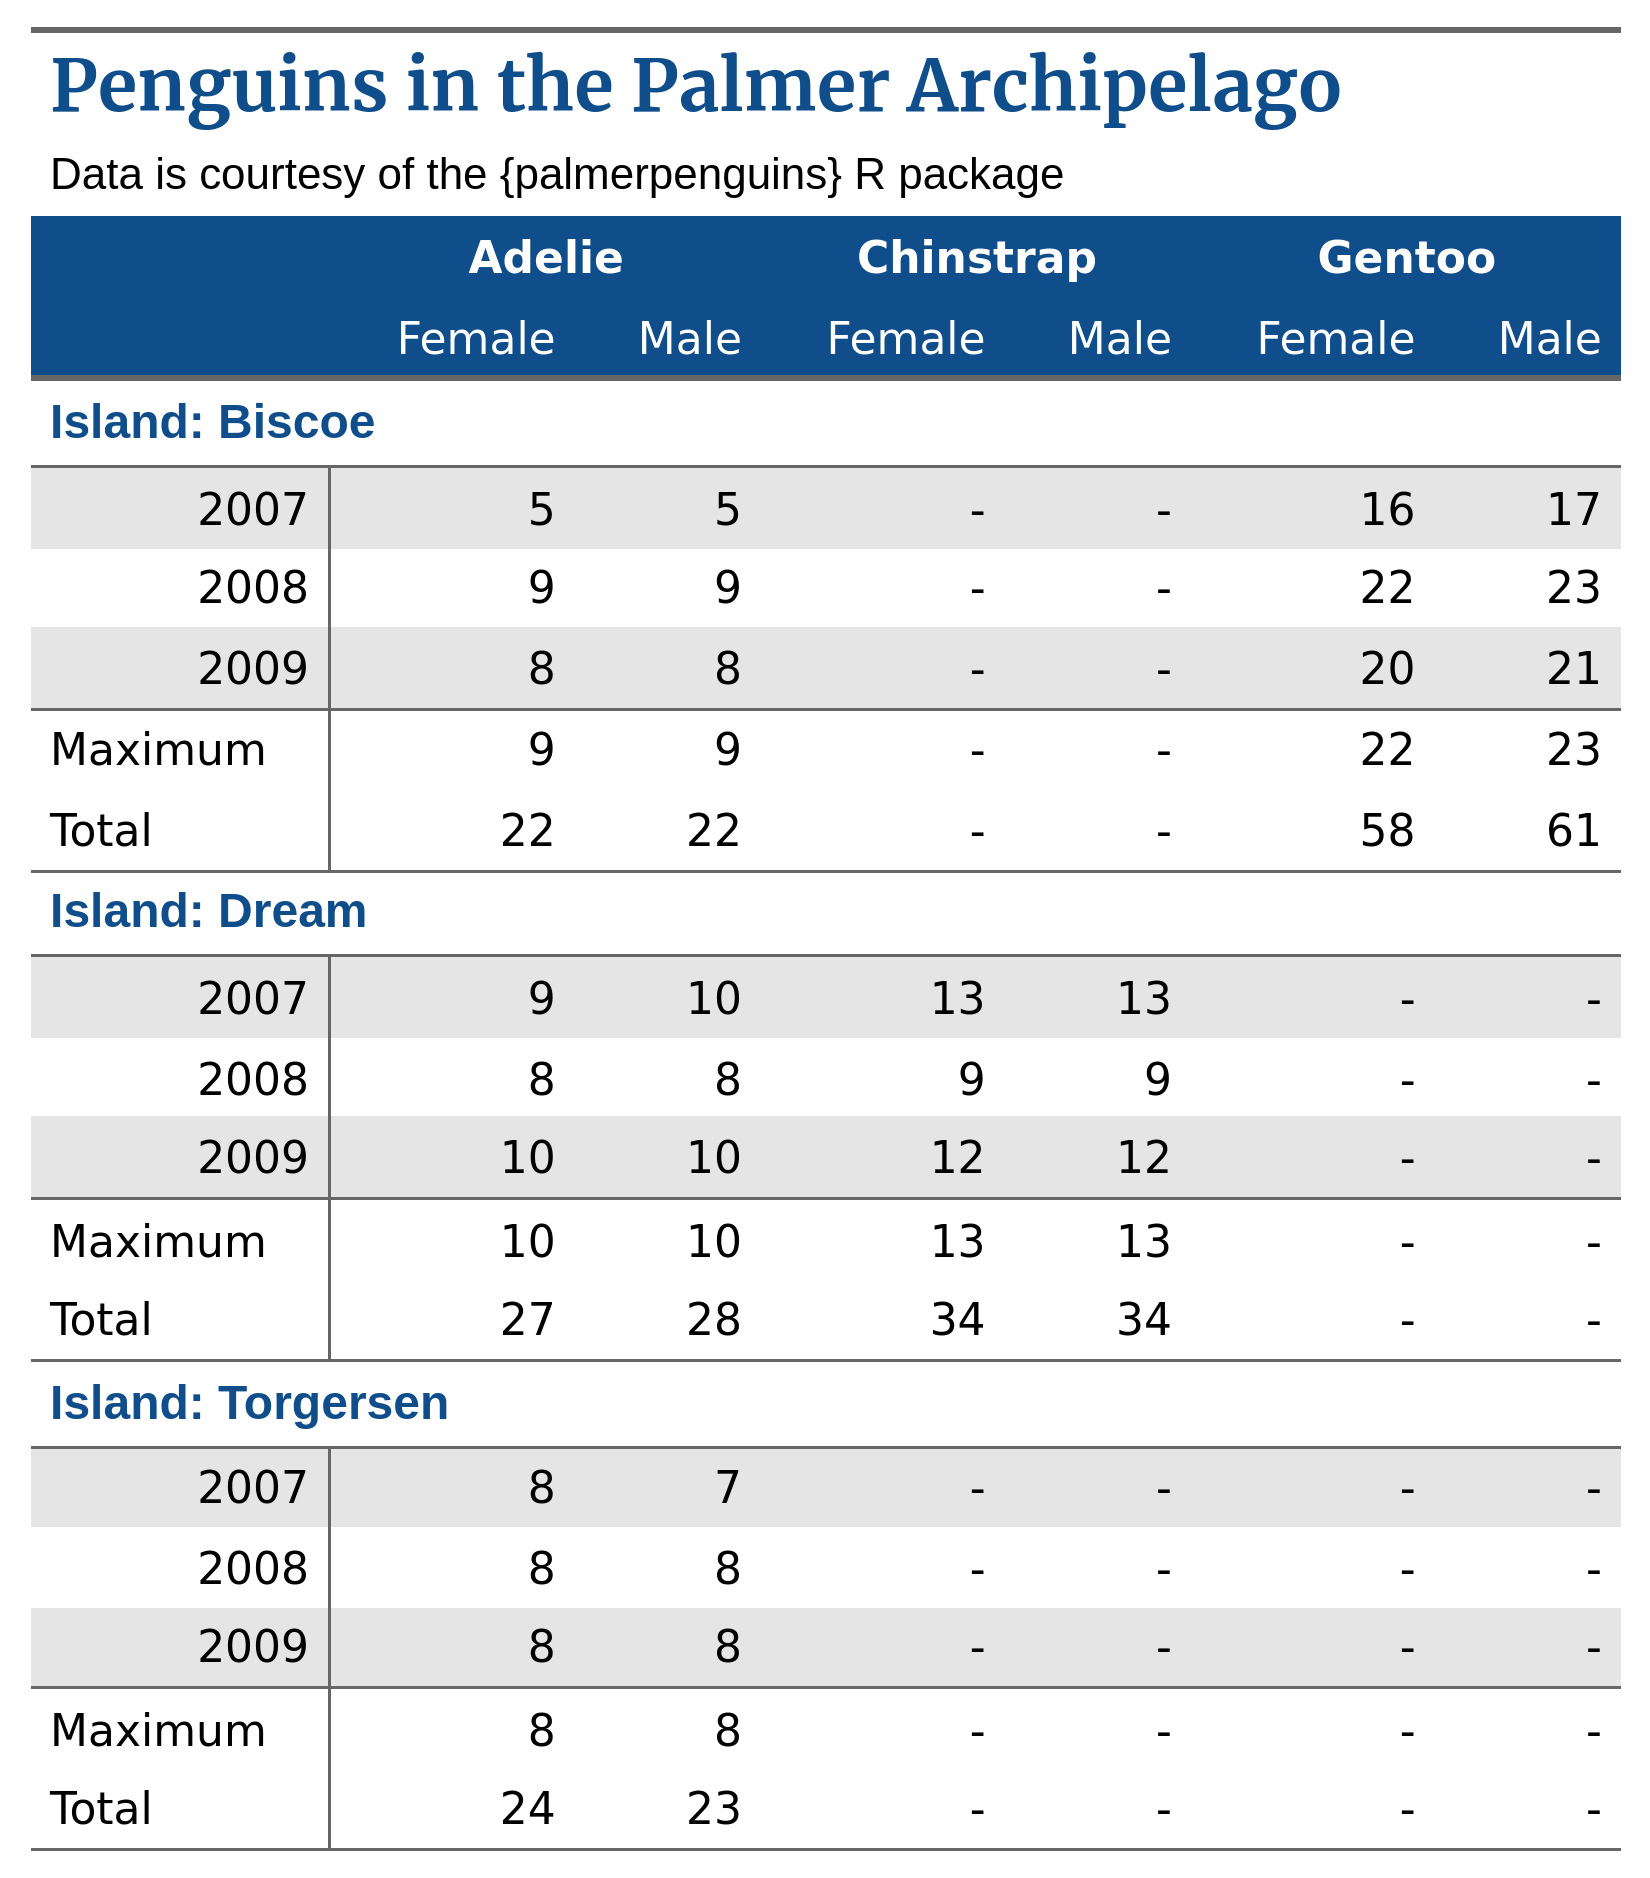 Penguins in the Palmer Archipelago
Data is courtesy of the {palmerpenguins} R package
Adelie Chinstrap Gentoo
Female Male Female Male Female Male
Island: Biscoe
2007 5 5 - - 16 17
2008 9 9 - - 22 23
2009 8 8 - - 20 21
Maximum 9 9 - - 22 23
Total 22 22 - - 58 61
Island: Dream
2007 9 10 13 13 - -
2008 8 8 9 9 - -
2009 10 10 12 12 - -
Maximum 10 10 13 13 - -
Total 27 28 34 34 - -
Island: Torgersen
2007 8 7 - - - -
2008 8 8 - - - -
2009 8 8 - - - -
Maximum 8 8 - - - -
Total 24 23 - - - -